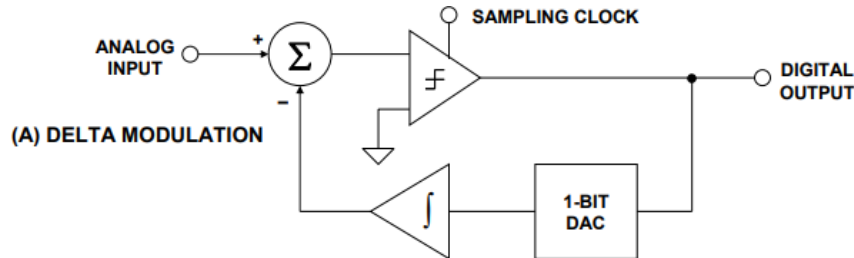 SAMPLING CLOCK
ANALOG
INPUT
+
Σ
−
DIGITAL
OUTPUT
(A) DELTA MODULATION
∫
1-BIT
DAC